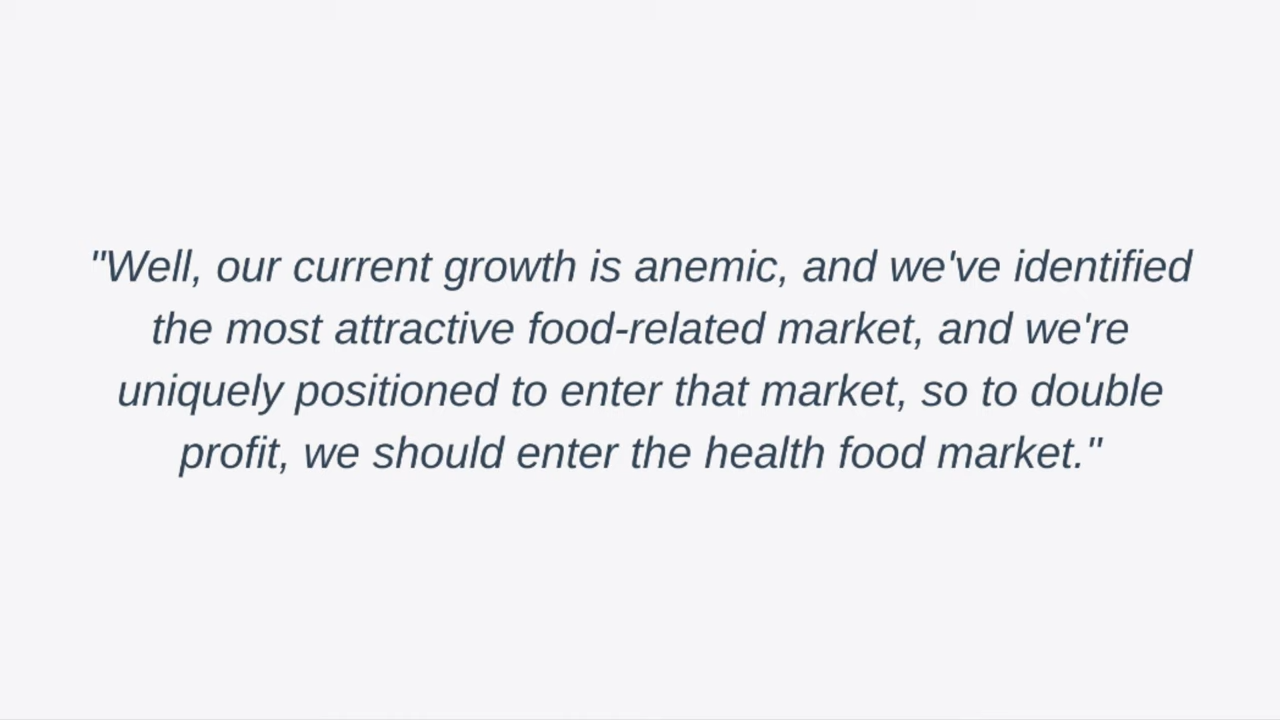 "Well, our current growth is anemic, and we've identified
the most attractive food-related market, and we're
uniquely positioned to enter that market, so to double
profit, we should enter the health food market."